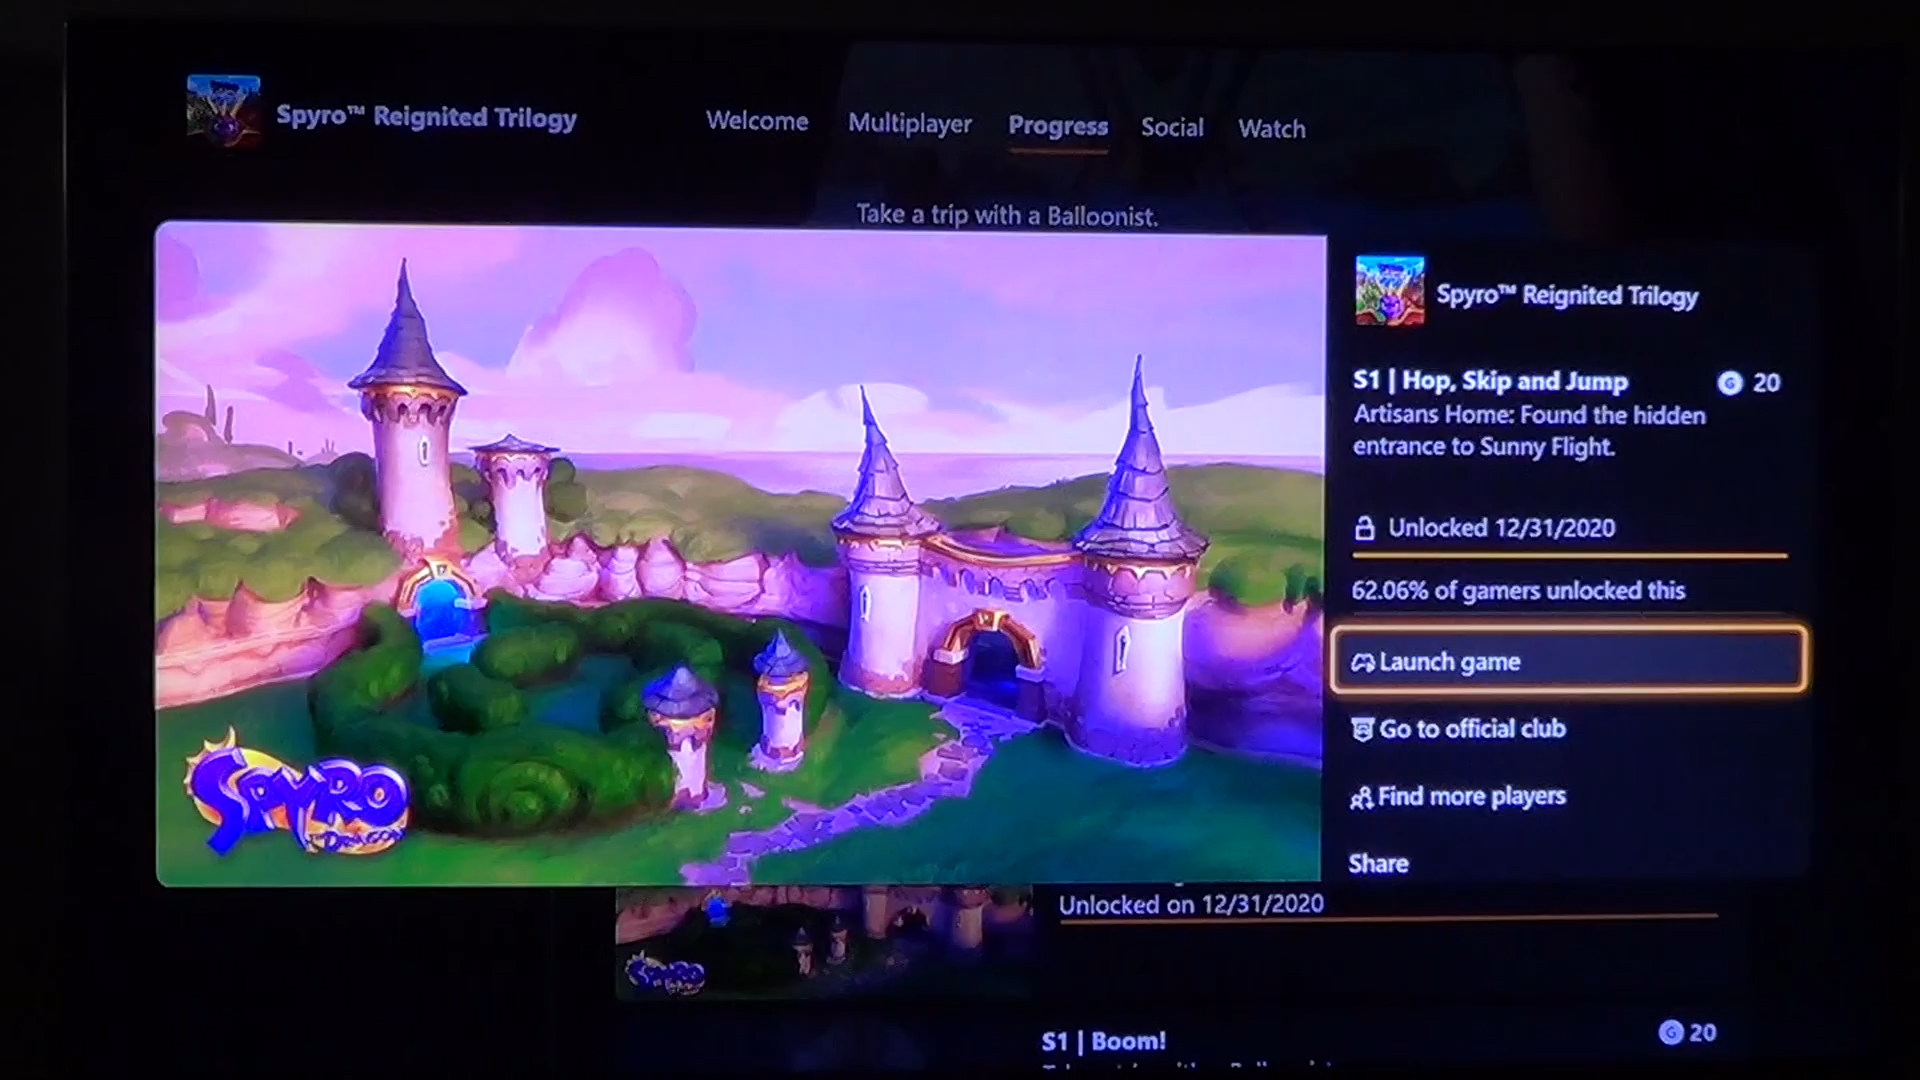 Spyro™ Reignited Trilogy
Welcome
Multiplayer
Progress
Social
Watch
Take a trip with a Balloonist.
Spyro™ Reignited Trilogy
S1 | Hop, Skip and Jump
G 20
Artisans Home: Found the hidden
entrance to Sunny Flight.
Unlocked 12/31/2020
62.06% of gamers unlocked this
Launch game
Go to official club
Find more players
Share
SPYRO
THE DRAGON
Unlocked on 12/31/2020
SPYRO
S1 | Boom!
G 20